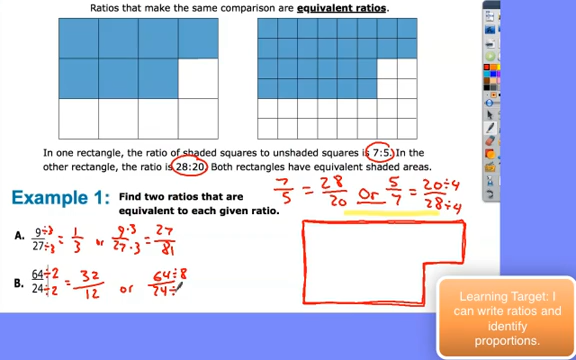 Ratios that make the same comparison are equivalent ratios.
In one rectangle, the ratio of shaded squares to unshaded squares is 7:5. In the
other rectangle, the ratio is 28:20. Both rectangles have equivalent shaded areas.
7/5 = 28/20 Or 5/7 = 20÷4/28÷4
Example 1: Find two ratios that are
equivalent to each given ratio.
A. 9÷3/27÷3 = 1/3 or 9·3/27·3 = 27/81
B. 64÷2/24÷2 = 32/12 or 64÷8/24÷
Learning Target: I
can write ratios and
identify
proportions.